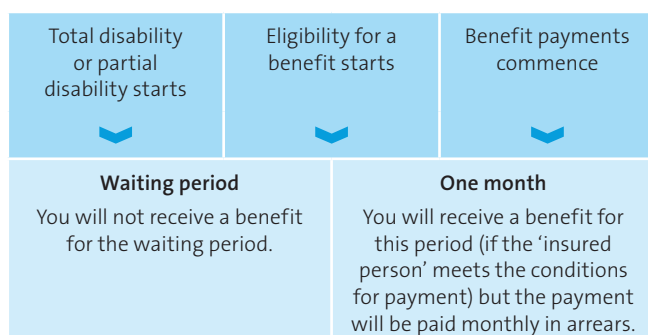 Total disability
or partial
disability starts
Eligibility for a
benefit starts
Benefit payments
commence
Waiting period
You will not receive a benefit
for the waiting period.
One month
You will receive a benefit for
this period (if the ‘insured
person’ meets the conditions
for payment) but the payment
will be paid monthly in arrears.